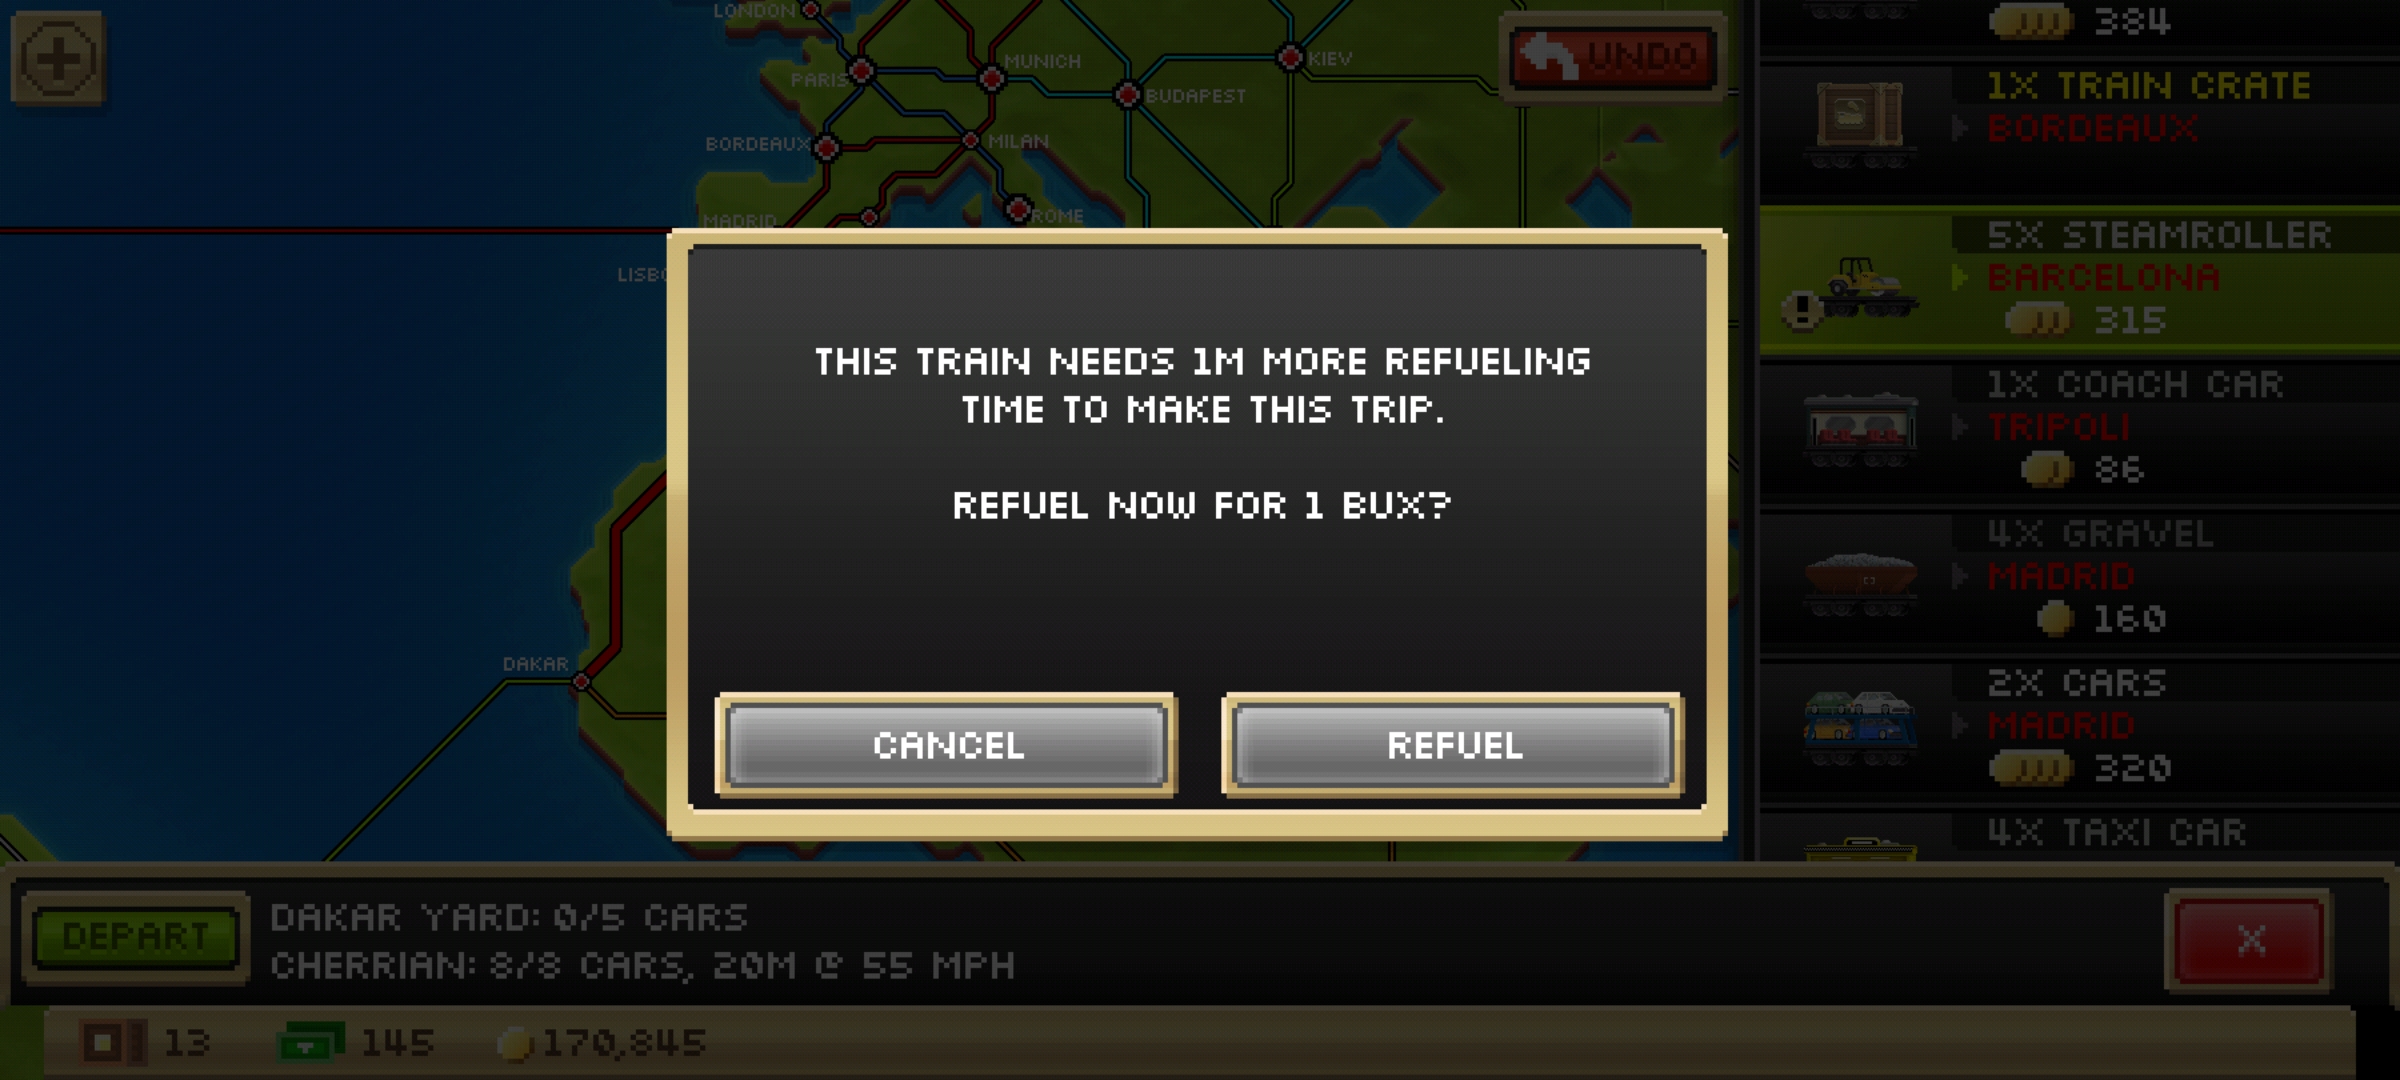 LONDON
PARIS
MUNICH
KIEV
BUDAPEST
BORDEAUX
MILAN
MADRID
ROME
DAKAR
UNDO
384
1X TRAIN CRATE
BORDEAUX
5X STEAMROLLER
BARCELONA
315
1X COACH CAR
TRIPOLI
86
4X GRAVEL
MADRID
160
2X CARS
MADRID
320
4X TAXI CAR
THIS TRAIN NEEDS 1M MORE REFUELING
TIME TO MAKE THIS TRIP.
REFUEL NOW FOR 1 BUX?
CANCEL
REFUEL
DEPART
DAKAR YARD: 0/5 CARS
CHERRIAN: 8/8 CARS, 20M @ 55 MPH
X
13
145
170,845